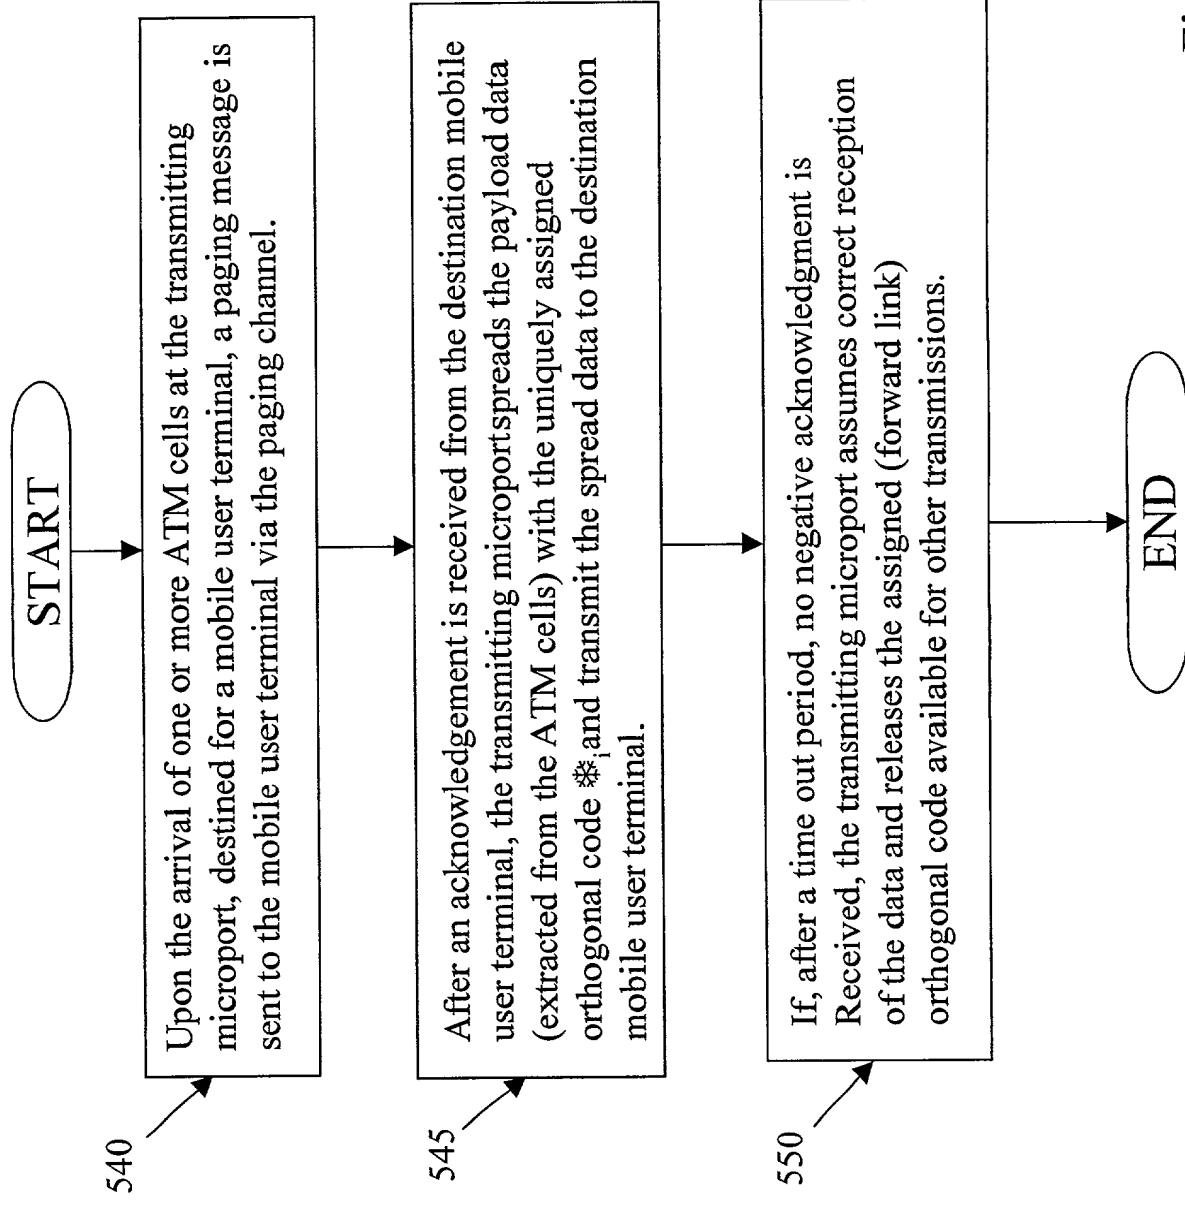 START
540
Upon the arrival of one or more ATM cells at the transmitting
microport, destined for a mobile user terminal, a paging message is
sent to the mobile user terminal via the paging channel.
545
After an acknowledgement is received from the destination mobile
user terminal, the transmitting microportspreads the payload data
(extracted from the ATM cells) with the uniquely assigned
orthogonal code ❄i and transmit the spread data to the destination
mobile user terminal.
550
If, after a time out period, no negative acknowledgment is
Received, the transmitting microport assumes correct reception
of the data and releases the assigned (forward link)
orthogonal code available for other transmissions.
END